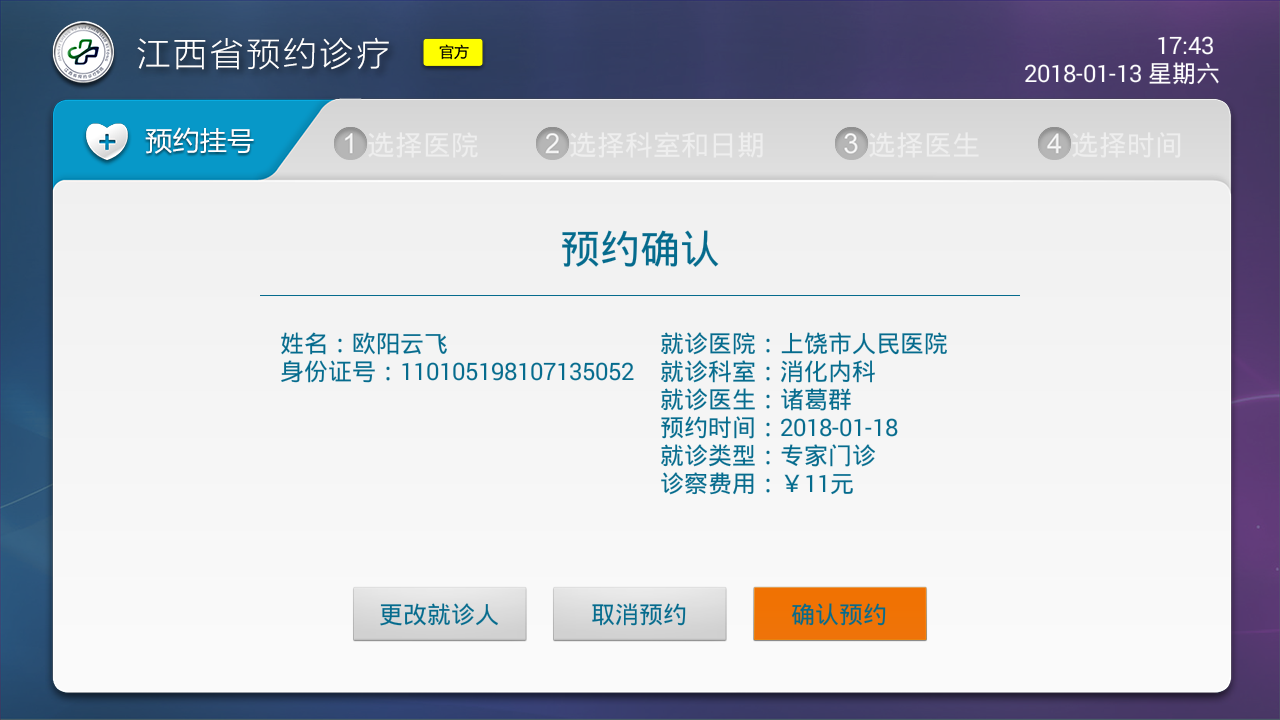 江西省预约诊疗
官方
17:43
2018-01-13 星期六
预约挂号
1选择医院
2选择科室和日期
3选择医生
4选择时间
预约确认
姓名：欧阳云飞
身份证号：110105198107135052
就诊医院：上饶市人民医院
就诊科室：消化内科
就诊医生：诸葛群
预约时间：2018-01-18
就诊类型：专家门诊
诊察费用：￥11元
更改就诊人
取消预约
确认预约